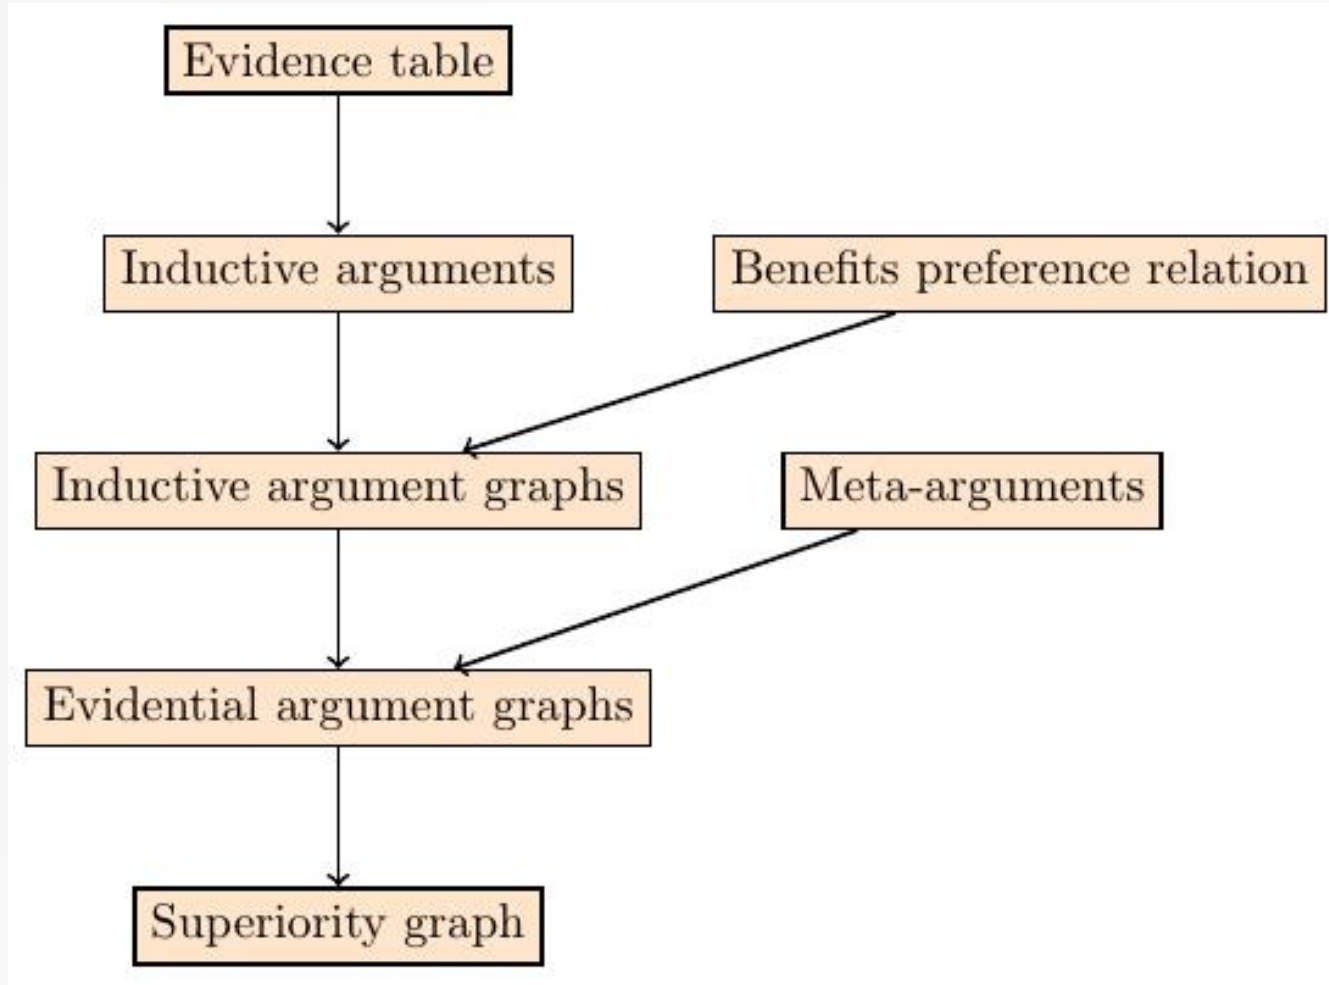 Evidence table
Inductive arguments
Benefits preference relation
Inductive argument graphs
Meta-arguments
Evidential argument graphs
Superiority graph